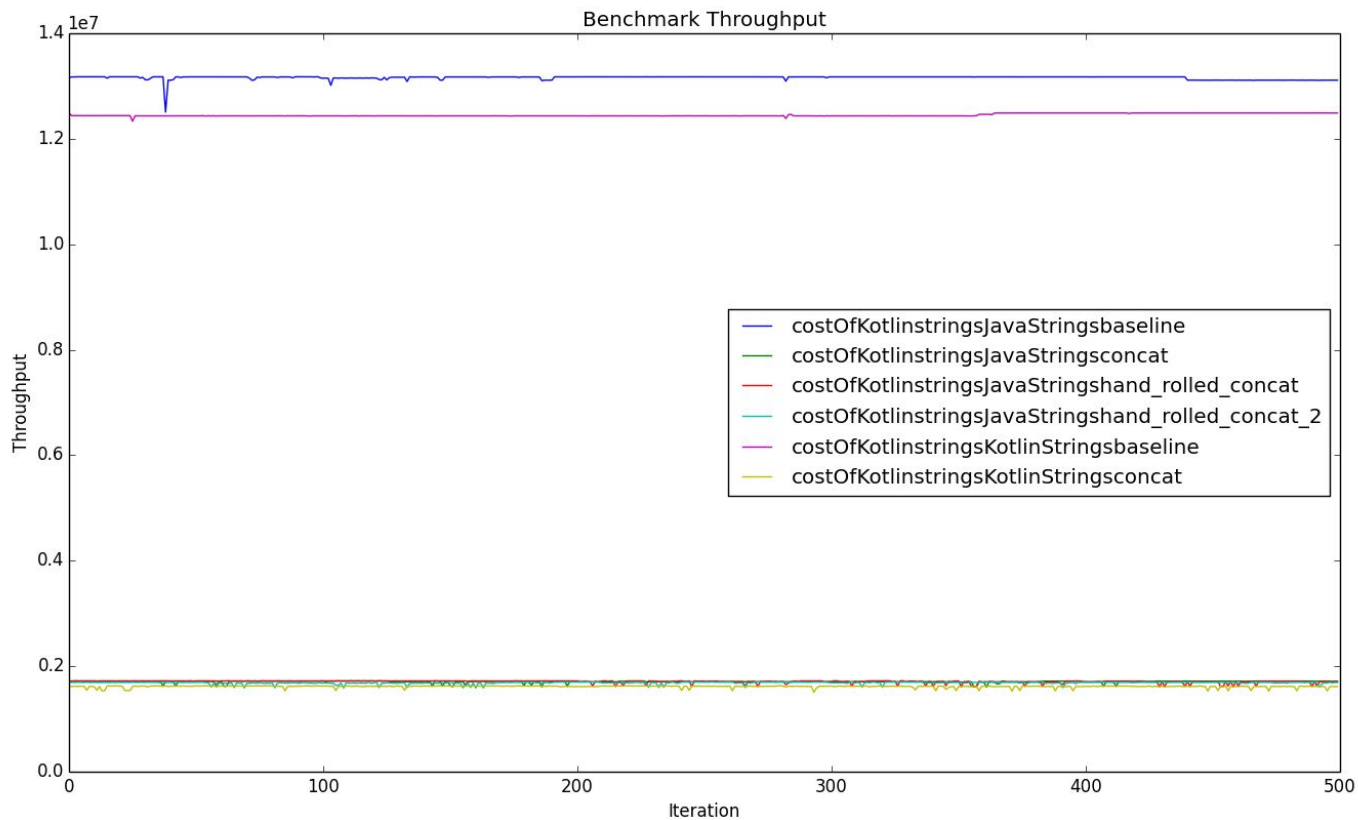 Benchmark Throughput
1e7
1.4
1.2
1.0
0.8
0.6
0.4
0.2
0.0
Throughput
costOfKotlinstringsJavaStringsbaseline
costOfKotlinstringsJavaStringsconcat
costOfKotlinstringsJavaStringshand_rolled_concat
costOfKotlinstringsJavaStringshand_rolled_concat_2
costOfKotlinstringsKotlinStringsbaseline
costOfKotlinstringsKotlinStringsconcat
0 100 200 300 400 500
Iteration